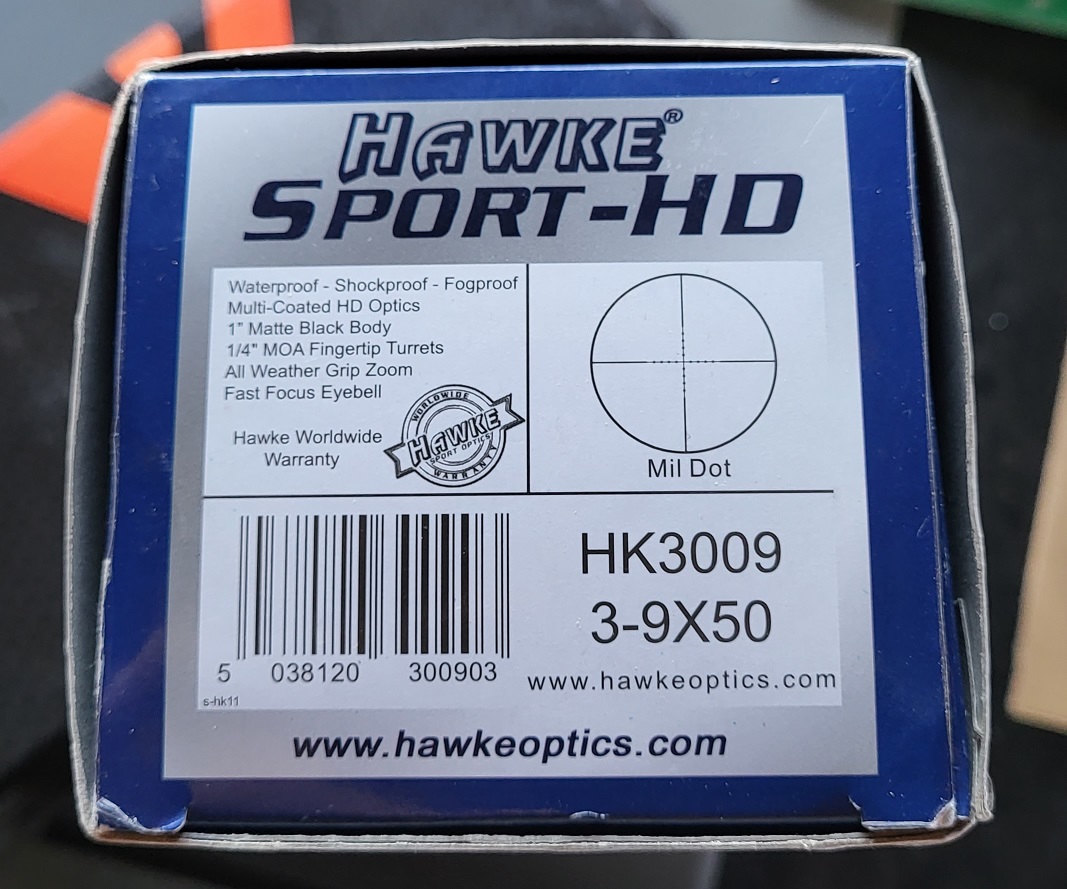 HAWKE®
SPORT-HD
Waterproof - Shockproof - Fogproof
Multi-Coated HD Optics
1" Matte Black Body
1/4" MOA Fingertip Turrets
All Weather Grip Zoom
Fast Focus Eyebell
Hawke Worldwide
Warranty
WORLDWIDE
HAWKE
SPORT OPTICS
WARRANTY
Mil Dot
HK3009
3-9X50
5 038120 300903
www.hawkeoptics.com
s-hk11
www.hawkeoptics.com